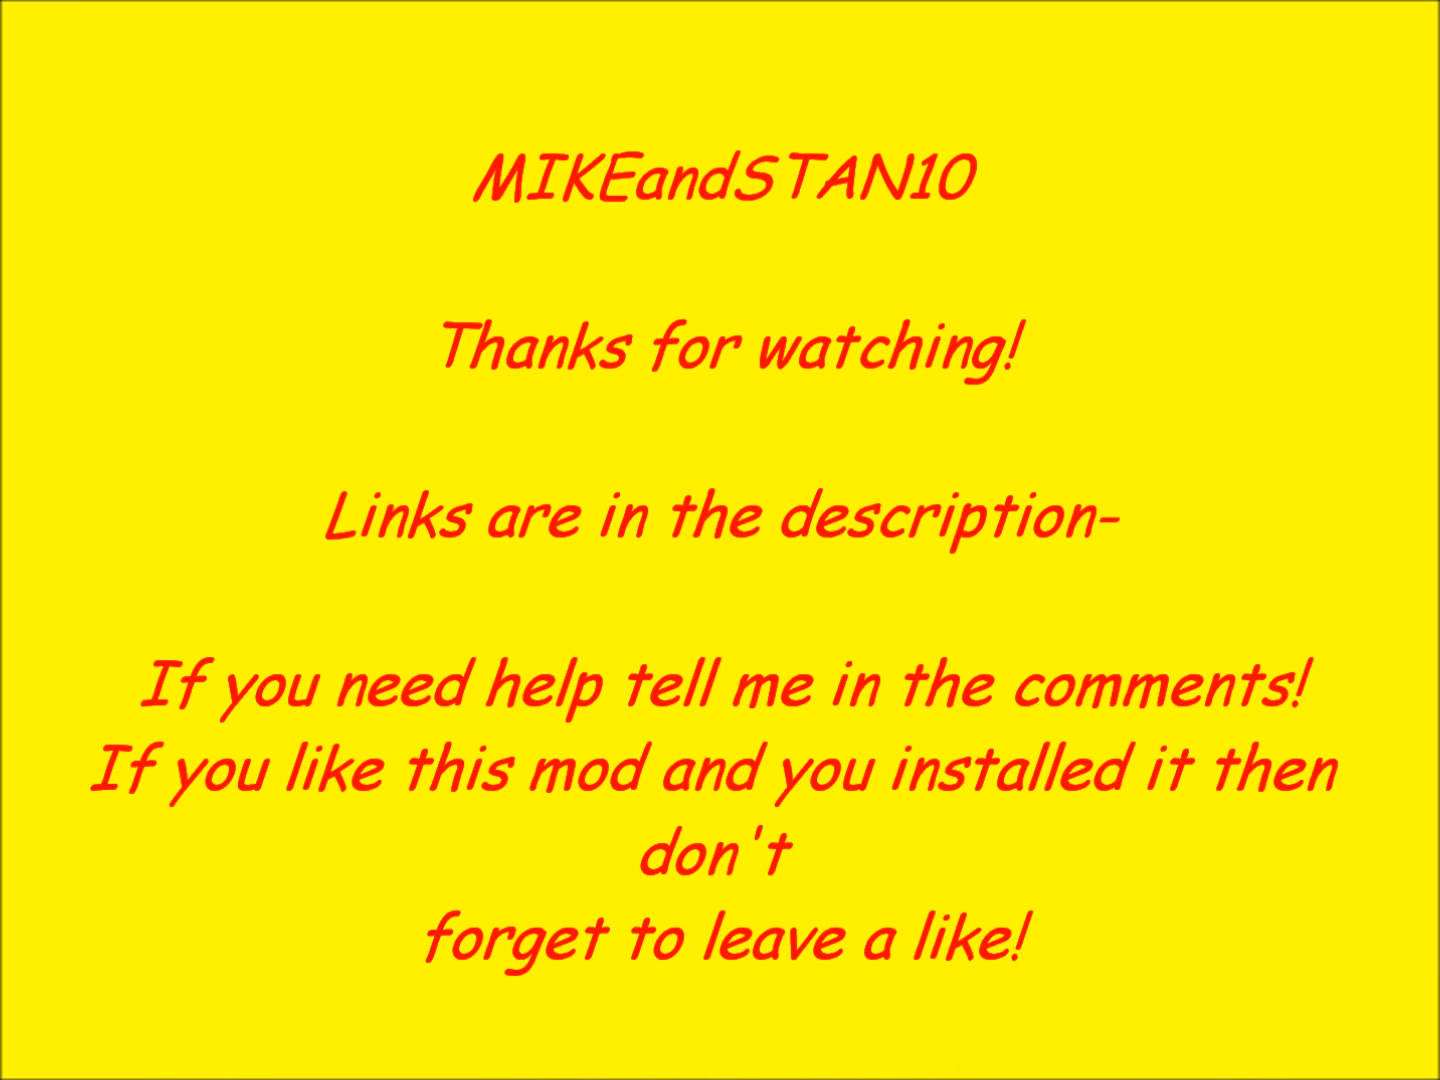 MIKEandSTAN10
Thanks for watching!
Links are in the description-
If you need help tell me in the comments!
If you like this mod and you installed it then
don't
forget to leave a like!